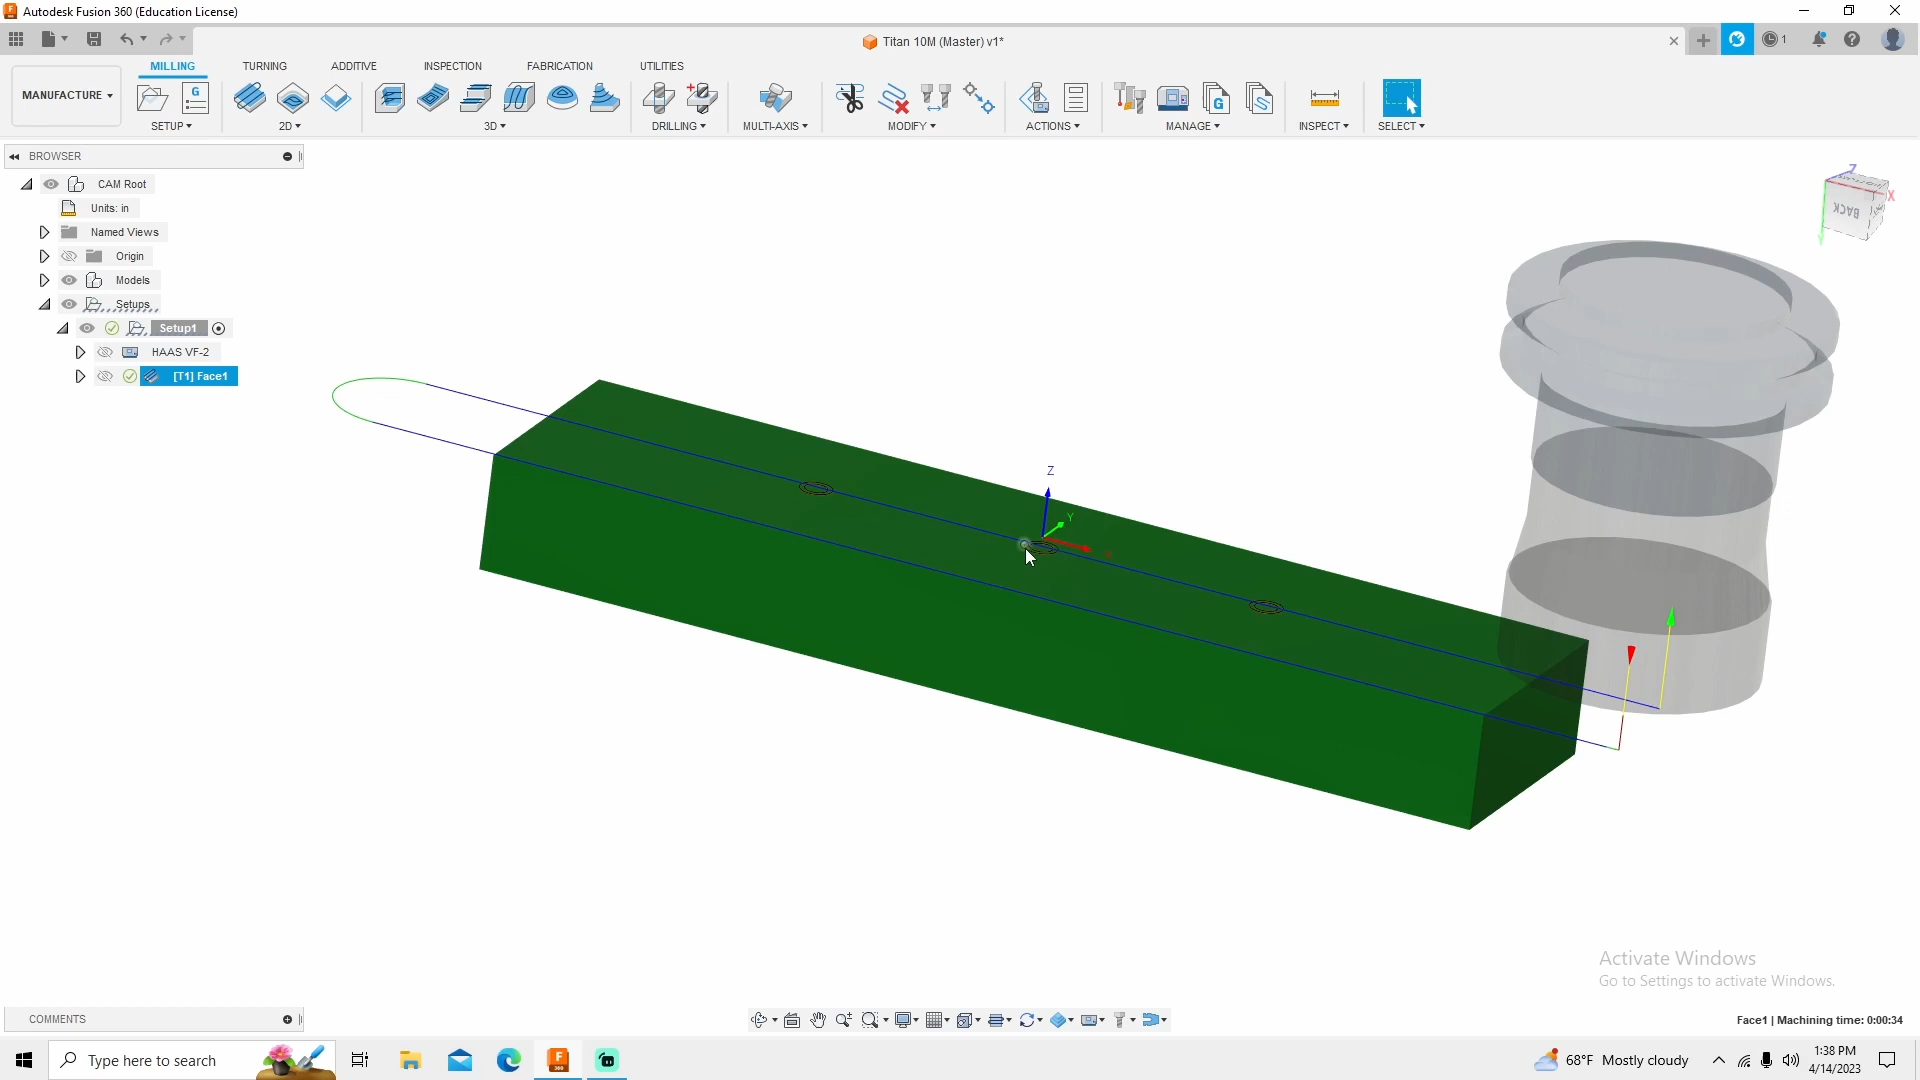 Autodesk Fusion 360 (Education License)
Titan 10M (Master) v1*
1
MILLING
TURNING
ADDITIVE
INSPECTION
FABRICATION
UTILITIES
MANUFACTURE
G
G
SETUP
2D
3D
DRILLING
MULTI-AXIS
MODIFY
ACTIONS
MANAGE
INSPECT
SELECT
BROWSER
CAM Root
Units: in
Named Views
Origin
Models
Setups
Setup1
HAAS VF-2
[T1] Face1
Z
X
BACK
Z
Y
Activate Windows
Go to Settings to activate Windows.
COMMENTS
Face1 | Machining time: 0:00:34
Type here to search
68°F Mostly cloudy
1:38 PM
4/14/2023